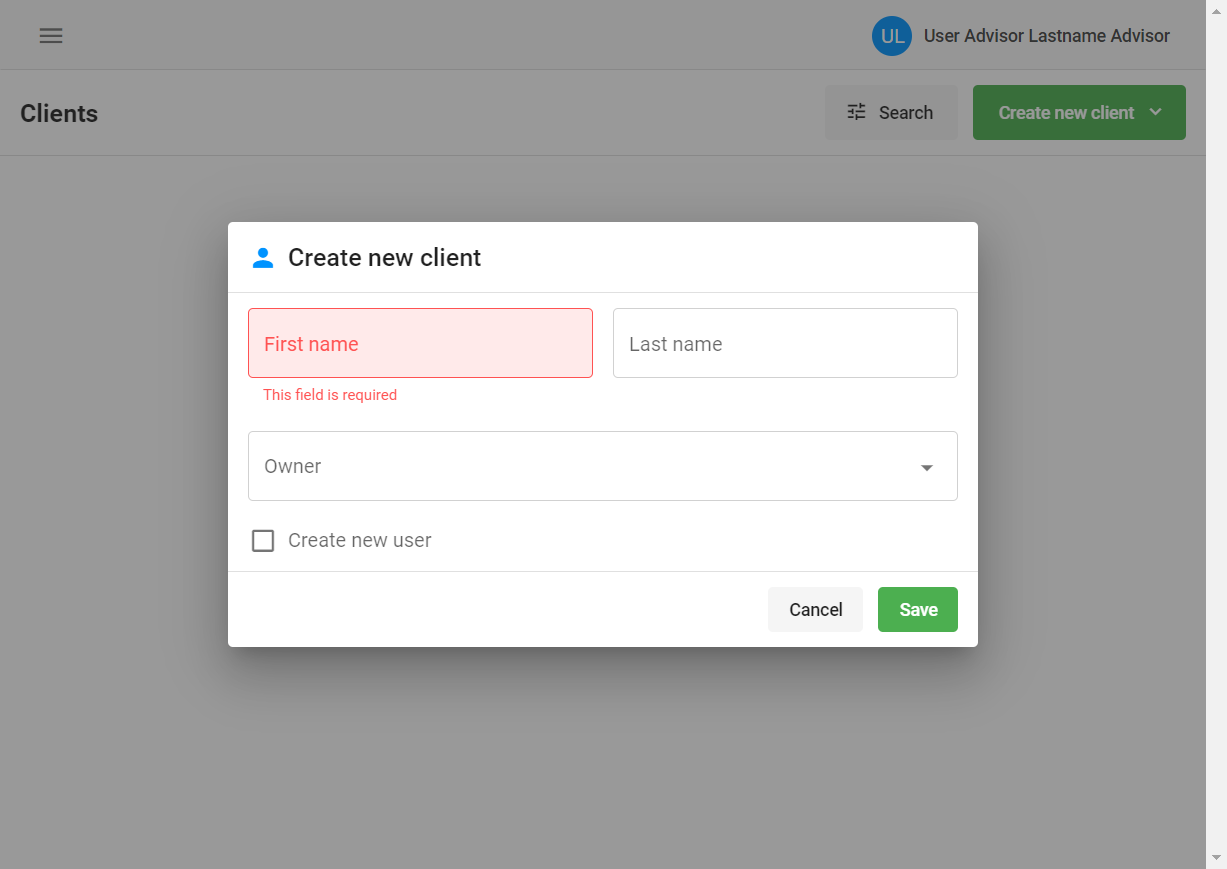 UL User Advisor Lastname Advisor
Clients Search Create new client
Create new client
First name Last name
This field is required
Owner
Create new user
Cancel Save